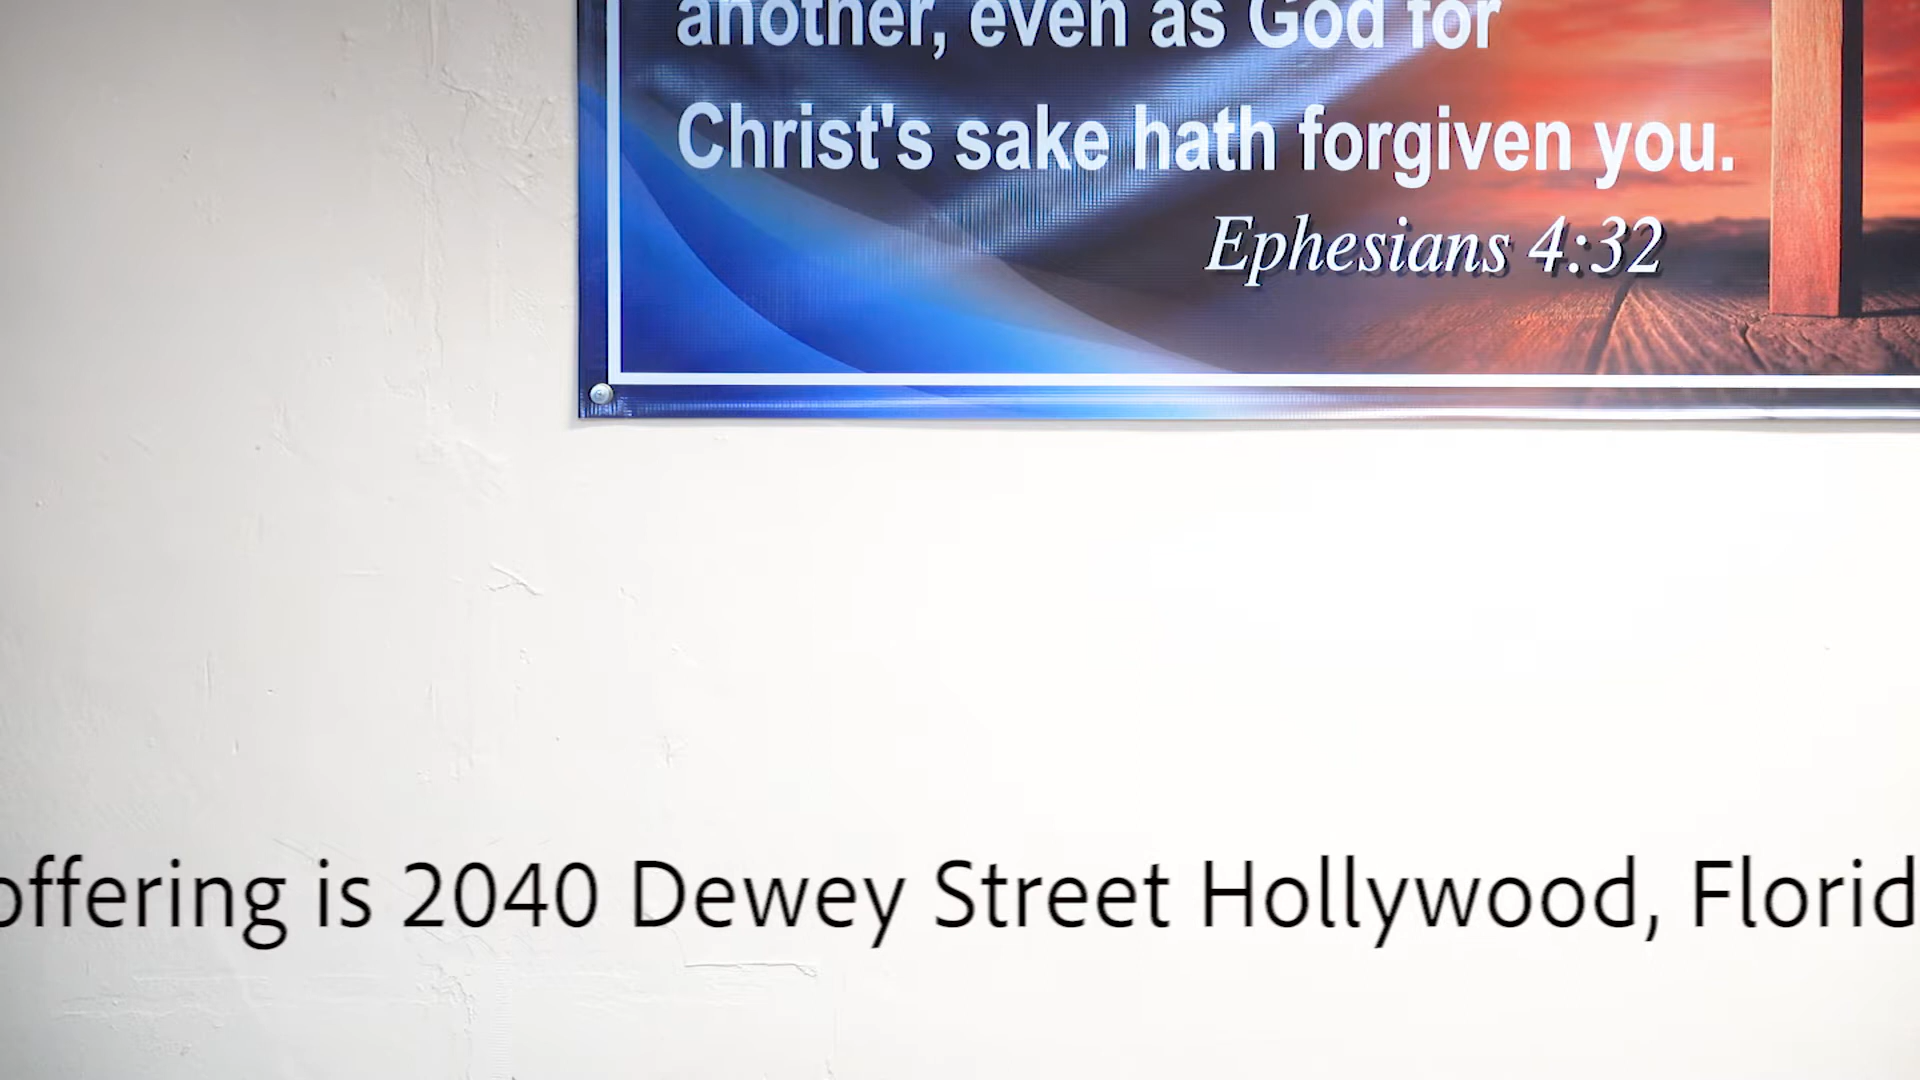 another, even as God for
Christ's sake hath forgiven you.
Ephesians 4:32
offering is 2040 Dewey Street Hollywood, Florid